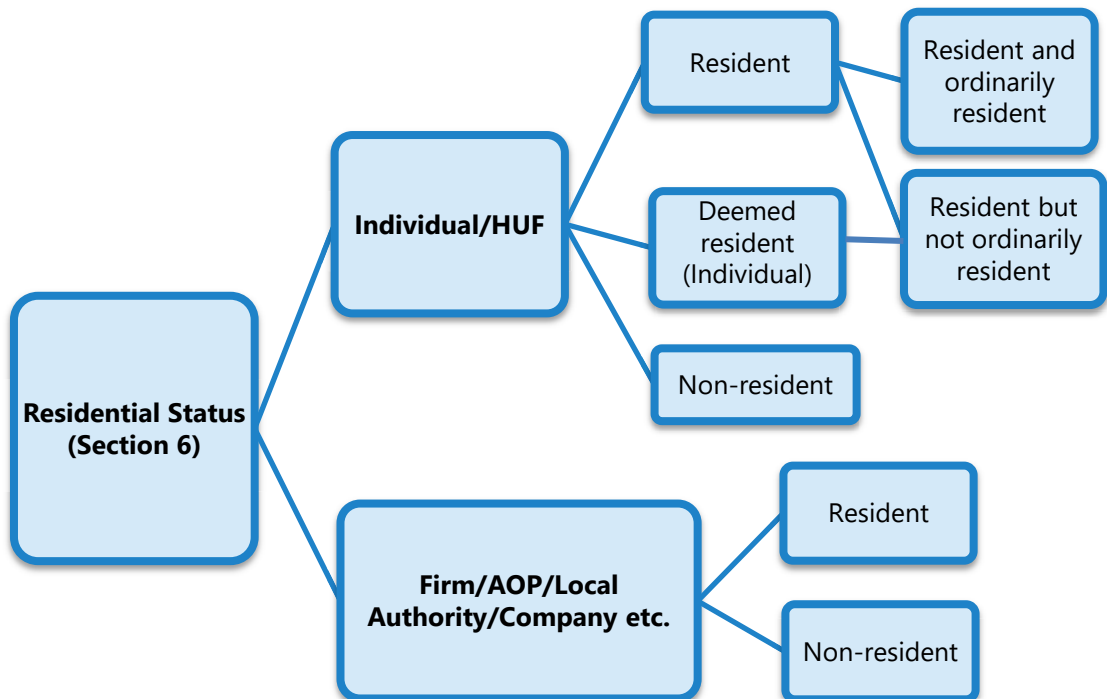 Residential Status
(Section 6)
Individual/HUF
Resident
Resident and
ordinarily
resident
Deemed
resident
(Individual)
Resident but
not ordinarily
resident
Non-resident
Firm/AOP/Local
Authority/Company etc.
Resident
Non-resident